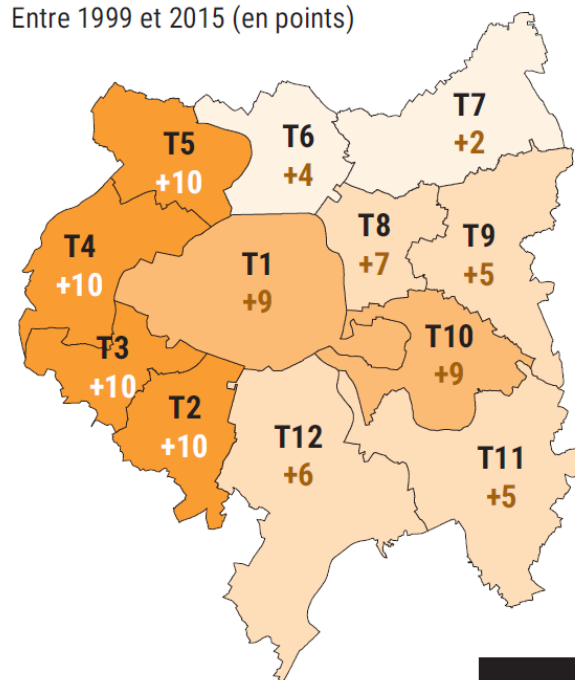 Entre 1999 et 2015 (en points)
T7
+2
T6
+4
T5
+10
T8
+7
T9
+5
T4
+10
T1
+9
T10
+9
T3
+10
T2
+10
T12
+6
T11
+5